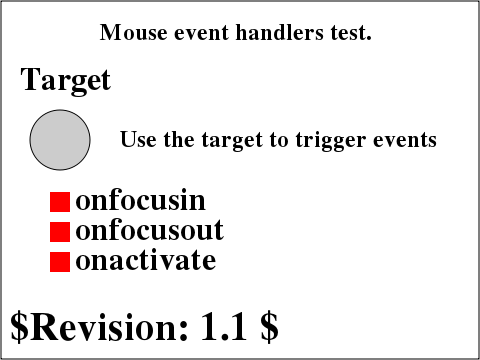 Mouse event handlers test.
Target
Use the target to trigger events
onfocusin
onfocusout
onactivate
$Revision: 1.1 $